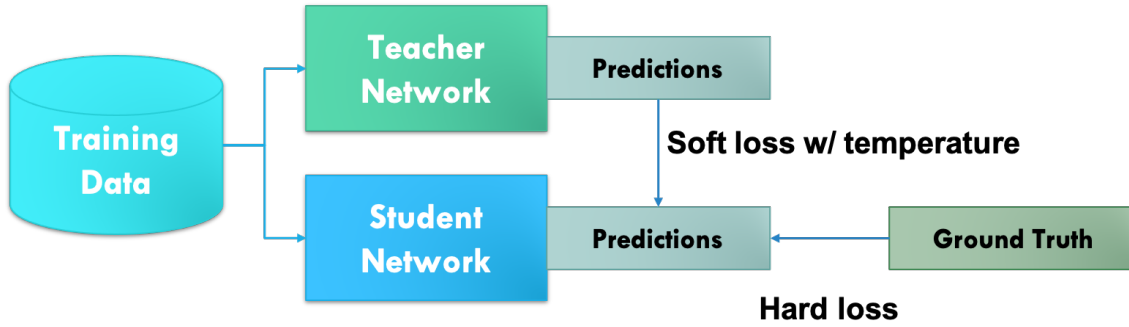 Training
Data
Teacher
Network
Predictions
Soft loss w/ temperature
Student
Network
Predictions
Ground Truth
Hard loss